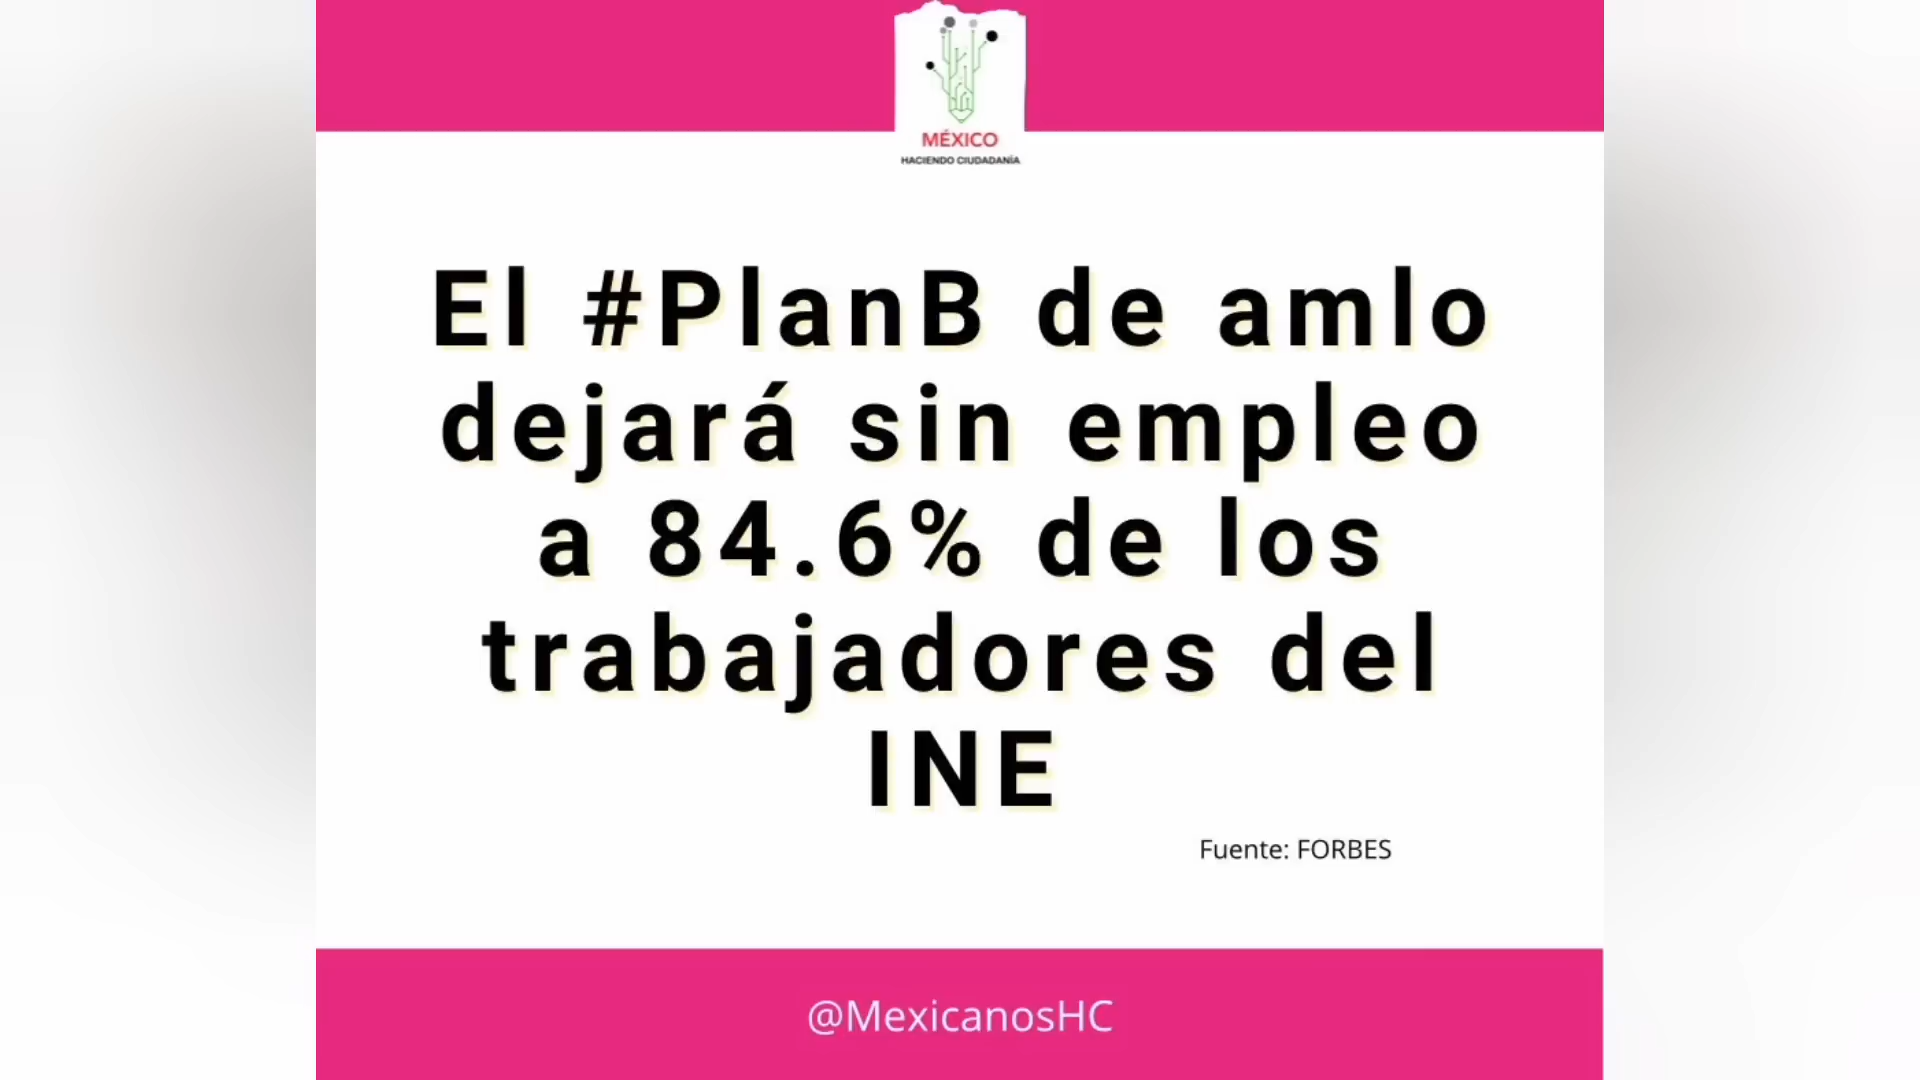 MÉXICO
HACIENDO CIUDADANÍA
El #PlanB de amlo
dejará sin empleo
a 84.6% de los
trabajadores del
INE
Fuente: FORBES
@MexicanosHC